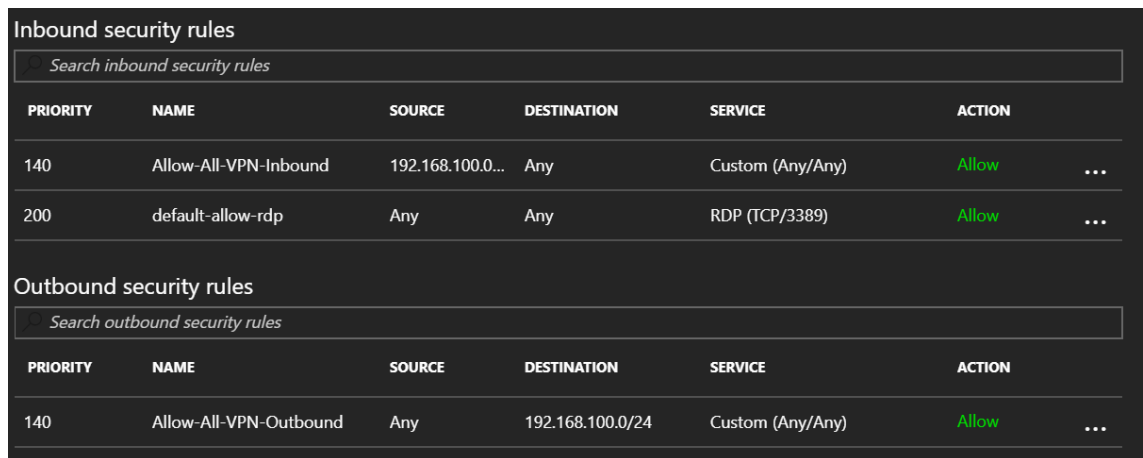 Inbound security rules
Search inbound security rules
PRIORITY NAME SOURCE DESTINATION SERVICE ACTION
140 Allow-All-VPN-Inbound 192.168.100.0... Any Custom (Any/Any) Allow ...
200 default-allow-rdp Any Any RDP (TCP/3389) Allow ...
Outbound security rules
Search outbound security rules
PRIORITY NAME SOURCE DESTINATION SERVICE ACTION
140 Allow-All-VPN-Outbound Any 192.168.100.0/24 Custom (Any/Any) Allow ...